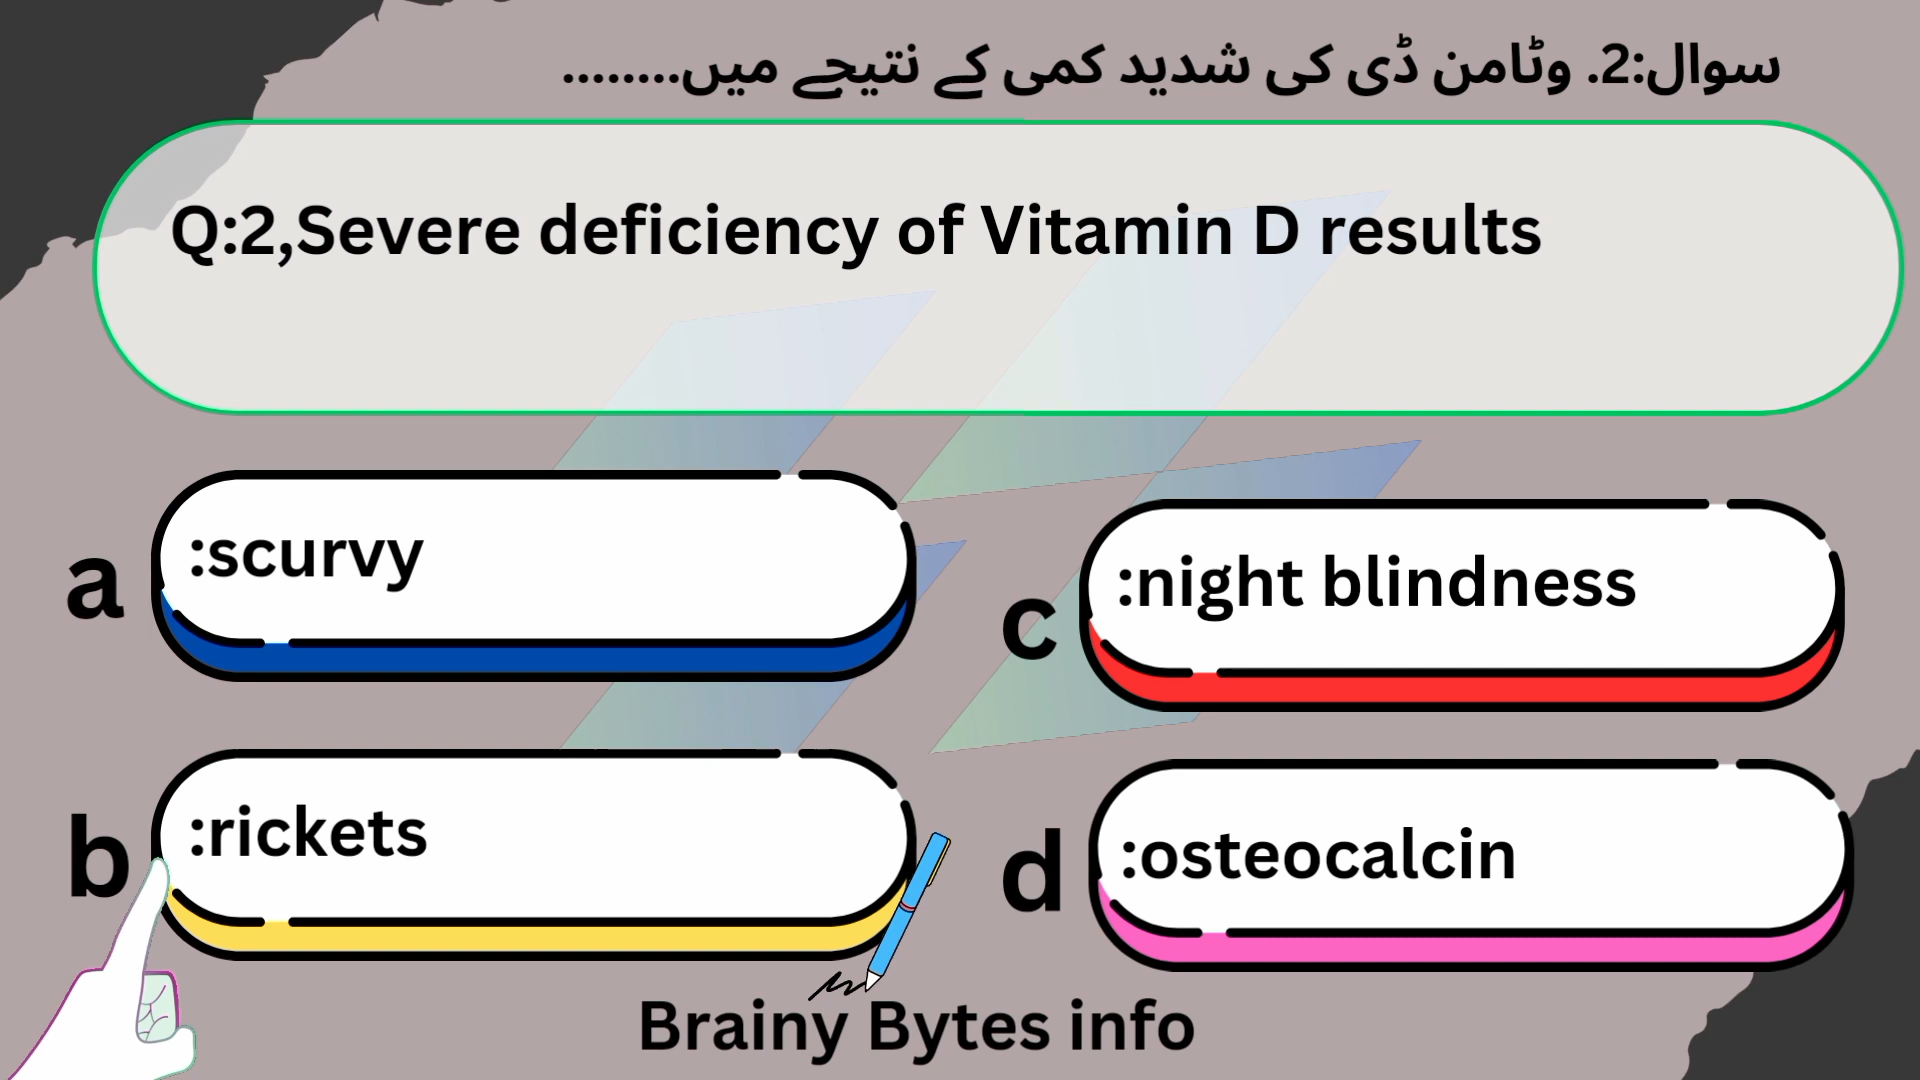 سوال:2. وٹامن ڈی کی شدید کمی کے نتیجے میں........
Q:2,Severe deficiency of Vitamin D results
a :scurvy
b :rickets
c :night blindness
d :osteocalcin
Brainy Bytes info